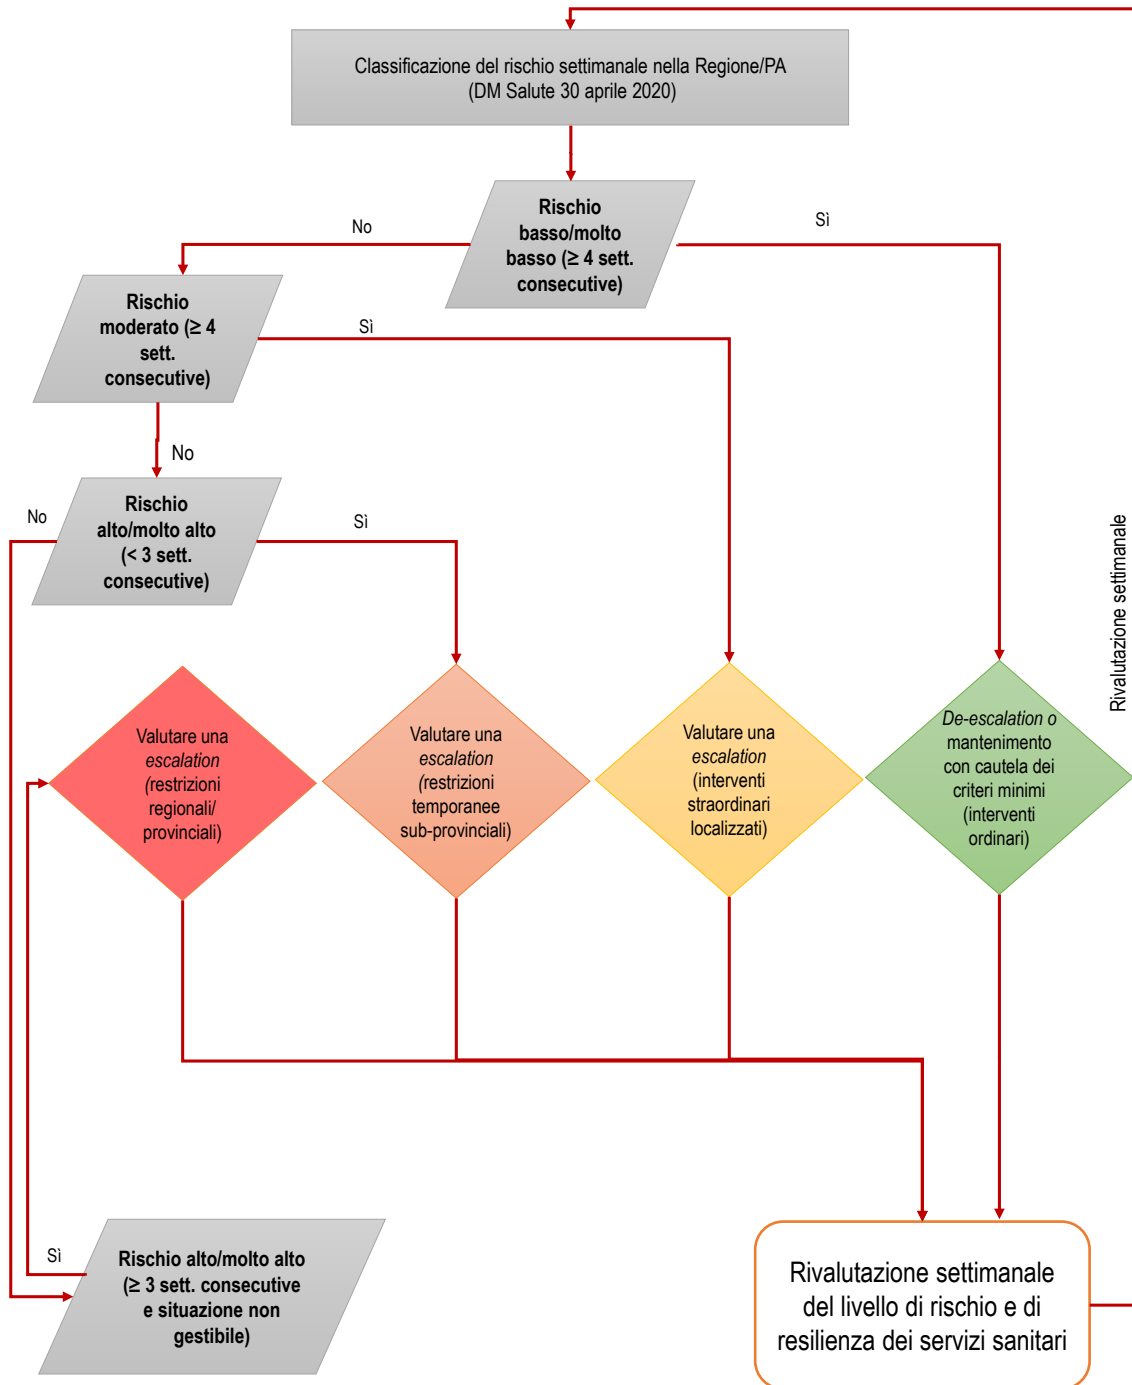 Classificazione del rischio settimanale nella Regione/PA
(DM Salute 30 aprile 2020)
Rischio
basso/molto
basso (≥ 4 sett.
consecutive)
No
Sì
Rischio
moderato (≥ 4
sett.
consecutive)
Sì
No
Rischio
alto/molto alto
(< 3 sett.
consecutive)
No
Sì
Rivalutazione settimanale
Valutare una
escalation
(restrizioni
regionali/
provinciali)
Valutare una
escalation
(restrizioni
temporanee
sub-provinciali)
Valutare una
escalation
(interventi
straordinari
localizzati)
De-escalation o
mantenimento
con cautela dei
criteri minimi
(interventi
ordinari)
Sì
Rischio alto/molto alto
(≥ 3 sett. consecutive
e situazione non
gestibile)
Rivalutazione settimanale
del livello di rischio e di
resilienza dei servizi sanitari